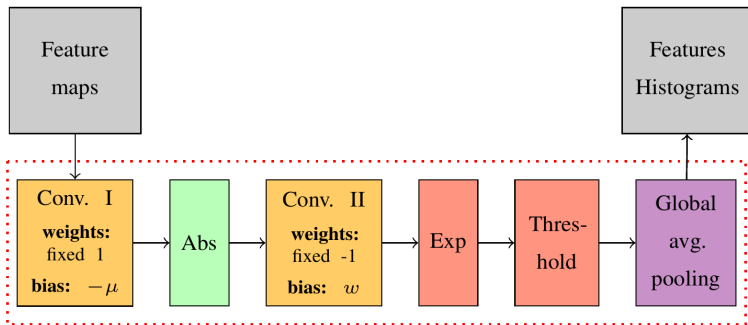 Feature
maps
Features
Histograms
Conv. I
weights:
fixed 1
bias: −μ
Abs
Conv. II
weights:
fixed -1
bias: w
Exp
Thres-
hold
Global
avg.
pooling